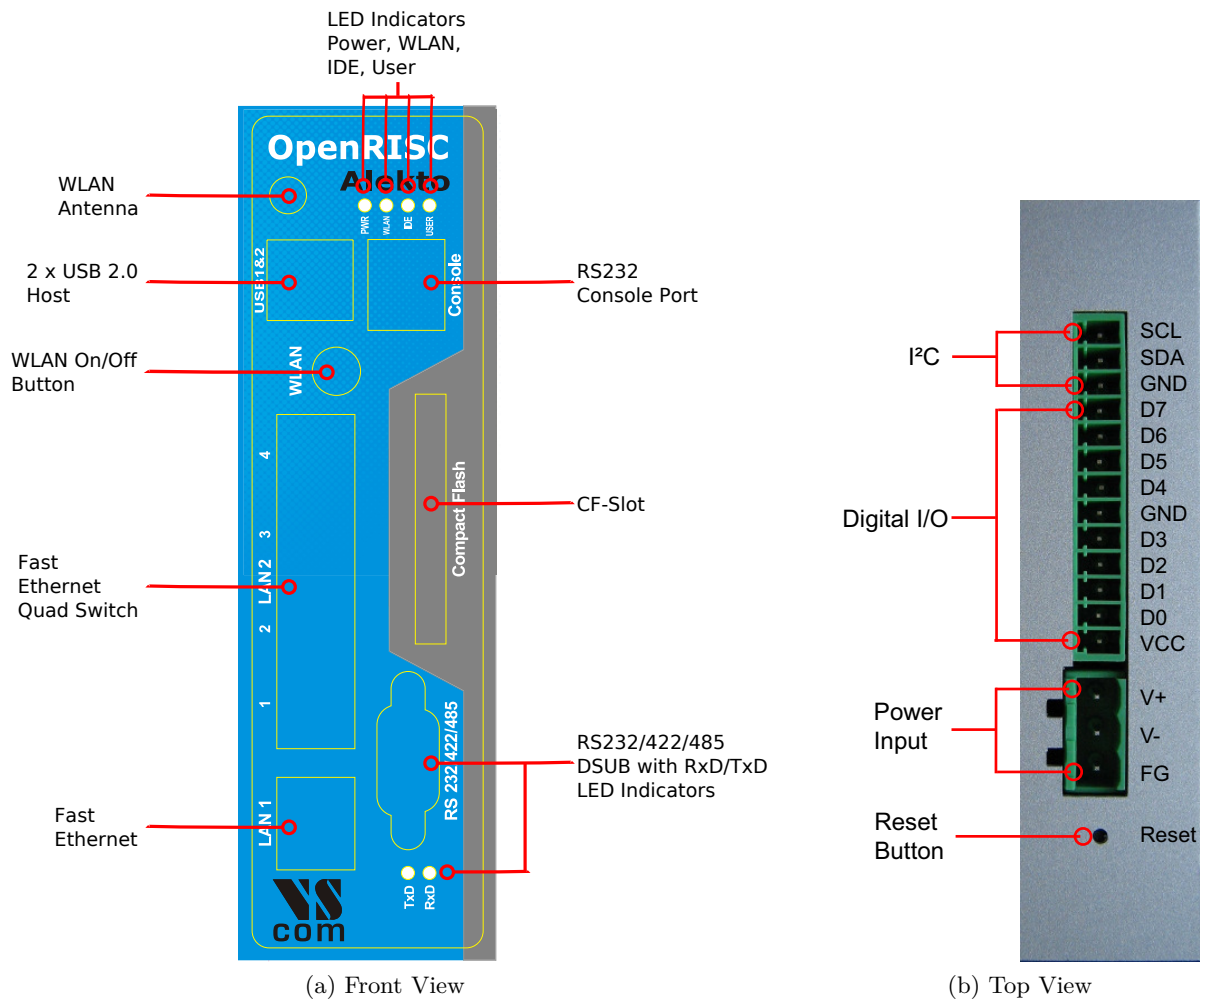 LED Indicators
Power, WLAN,
IDE, User
OpenRISC
Alekto
WLAN
Antenna
PWR
WLAN
IDE
USER
2 x USB 2.0
Host
USB1&2
Console
RS232
Console Port
WLAN On/Off
Button
WLAN
4
3
LAN 2
2
1
Compact Flash
CF-Slot
Fast
Ethernet
Quad Switch
RS 232/422/485
RS232/422/485
DSUB with RxD/TxD
LED Indicators
Fast
Ethernet
LAN 1
TxD
RxD
VS
com
(a) Front View
I²C
SCL
SDA
GND
D7
D6
D5
D4
GND
D3
D2
D1
D0
VCC
Digital I/O
Power
Input
V+
V-
FG
Reset
Button
Reset
(b) Top View